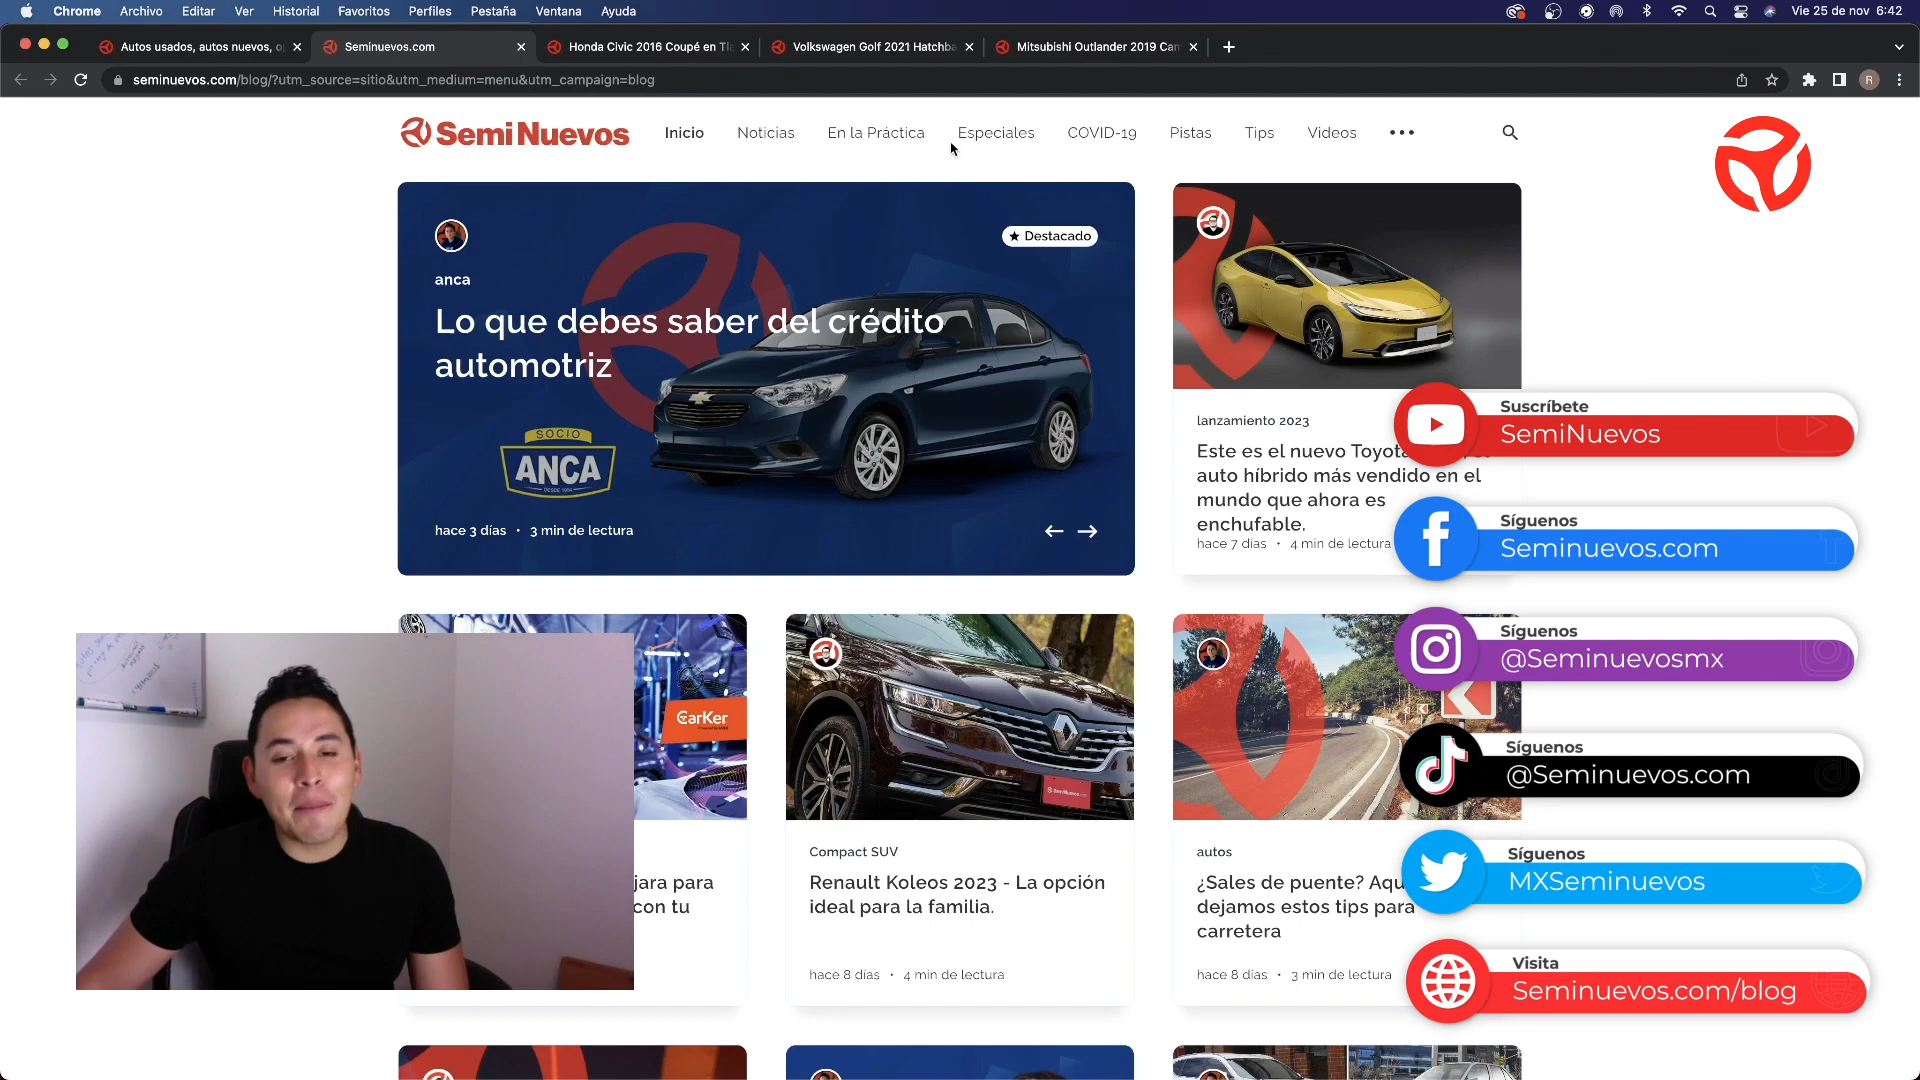 Chrome Archivo Editar Ver Historial Favoritos Perfiles Pestaña Ventana Ayuda
Vie 25 de nov 6:42
Autos usados, autos nuevos, o
Seminuevos.com
Honda Civic 2016 Coupé en Tla
Volkswagen Golf 2021 Hatchba
Mitsubishi Outlander 2019 Cam
seminuevos.com/blog/?utm_source=sitio&utm_medium=menu&utm_campaign=blog
R
SemiNuevos
Inicio Noticias En la Práctica Especiales COVID-19 Pistas Tips Videos
Destacado
anca
Lo que debes saber del crédito
automotriz
SOCIO
ANCA
DESDE 1994
hace 3 días • 3 min de lectura
lanzamiento 2023
Este es el nuevo Toyota
auto híbrido más vendido en el
mundo que ahora es
enchufable.
hace 7 días • 4 min de lectura
Suscríbete
SemiNuevos
Síguenos
Seminuevos.com
Síguenos
@Seminuevosmx
Síguenos
@Seminuevos.com
Síguenos
MXSeminuevos
Visita
Seminuevos.com/blog
CarKer
jara para
con tu
SemiNuevos
Compact SUV
Renault Koleos 2023 - La opción
ideal para la familia.
hace 8 días • 4 min de lectura
autos
¿Sales de puente? Aqu
dejamos estos tips para
carretera
hace 8 días • 3 min de lectura